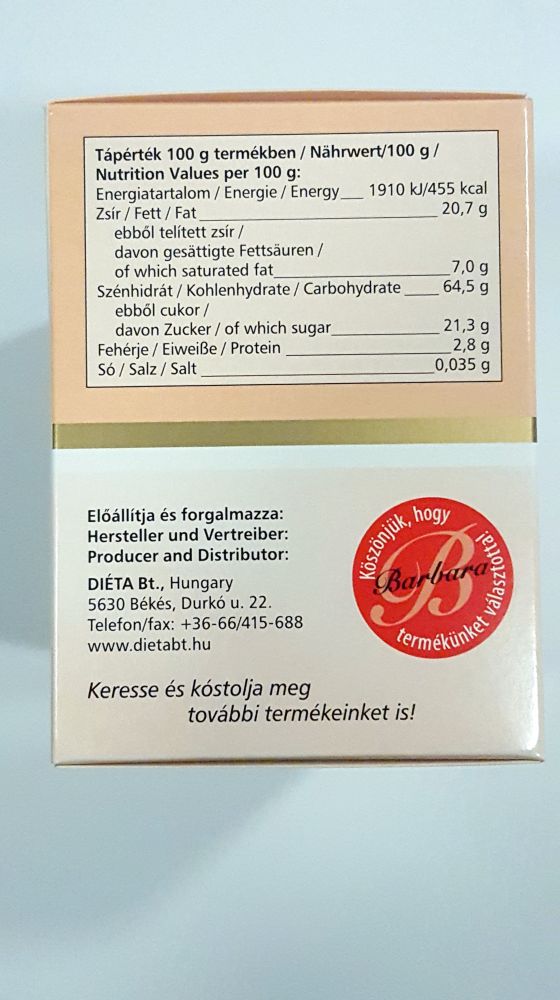 Tápérték 100 g termékben / Nährwert/100 g /
Nutrition Values per 100 g:
Energiatartalom / Energie / Energy 1910 kJ/455 kcal
Zsír / Fett / Fat 20,7 g
ebből telített zsír /
davon gesättigte Fettsäuren /
of which saturated fat 7,0 g
Szénhidrát / Kohlenhydrate / Carbohydrate 64,5 g
ebből cukor /
davon Zucker / of which sugar 21,3 g
Fehérje / Eiweiße / Protein 2,8 g
Só / Salz / Salt 0,035 g
Előállítja és forgalmazza:
Hersteller und Vertreiber:
Producer and Distributor:
DIÉTA Bt., Hungary
5630 Békés, Durkó u. 22.
Telefon/fax: +36-66/415-688
www.dietabt.hu
Köszönjük, hogy
B
Barbara
termékünket választotta!
Keresse és kóstolja meg
további termékeinket is!